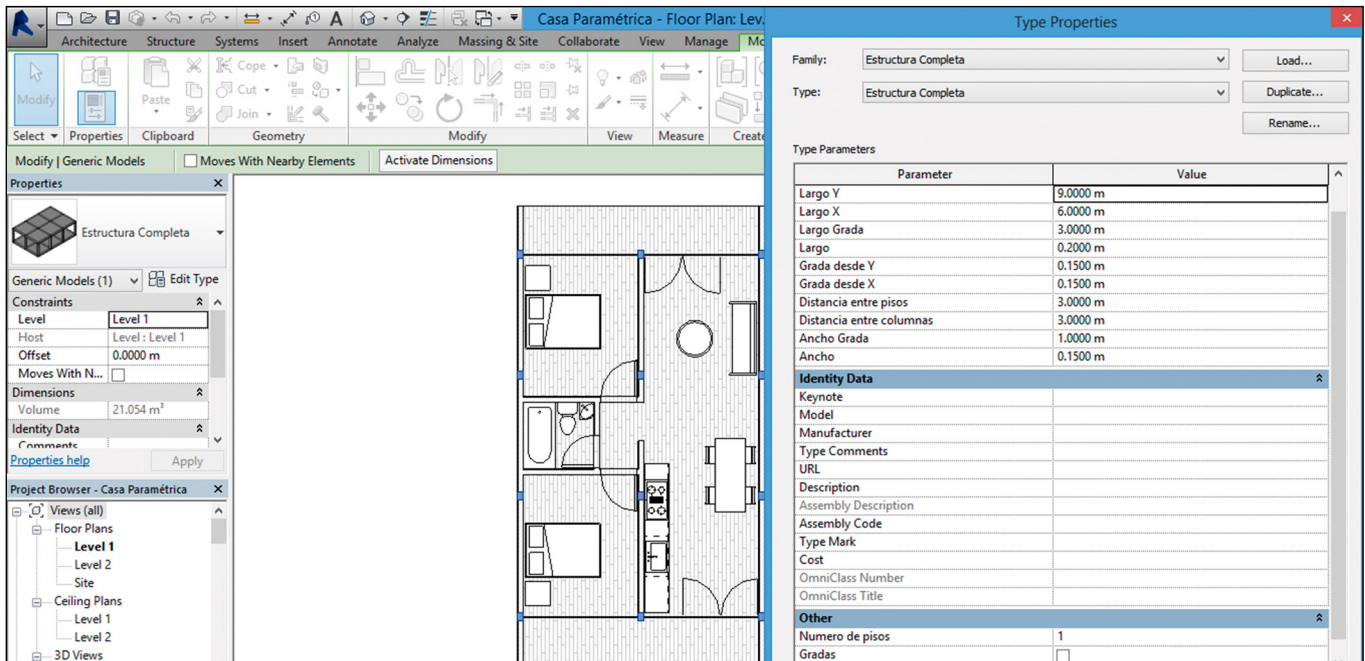 Casa Paramétrica - Floor Plan: Lev
Architecture Structure Systems Insert Annotate Analyze Massing & Site Collaborate View Manage Mo
Modify
Paste
Cope
Cut
Join
Select Properties Clipboard Geometry Modify View Measure Create
Modify | Generic Models Moves With Nearby Elements Activate Dimensions
Properties
Estructura Completa
Generic Models (1) Edit Type
Constraints
Level Level 1
Host Level : Level 1
Offset 0.0000 m
Moves With N...
Dimensions
Volume 21.054 m³
Identity Data
Comments
Properties help Apply
Project Browser - Casa Paramétrica
Views (all)
Floor Plans
Level 1
Level 2
Site
Ceiling Plans
Level 1
Level 2
3D Views
Type Properties
Family: Estructura Completa Load...
Type: Estructura Completa Duplicate...
Rename...
Type Parameters
Parameter Value
Largo Y 9.0000 m
Largo X 6.0000 m
Largo Grada 3.0000 m
Largo 0.2000 m
Grada desde Y 0.1500 m
Grada desde X 0.1500 m
Distancia entre pisos 3.0000 m
Distancia entre columnas 3.0000 m
Ancho Grada 1.0000 m
Ancho 0.1500 m
Identity Data
Keynote
Model
Manufacturer
Type Comments
URL
Description
Assembly Description
Assembly Code
Type Mark
Cost
OmniClass Number
OmniClass Title
Other
Numero de pisos 1
Gradas